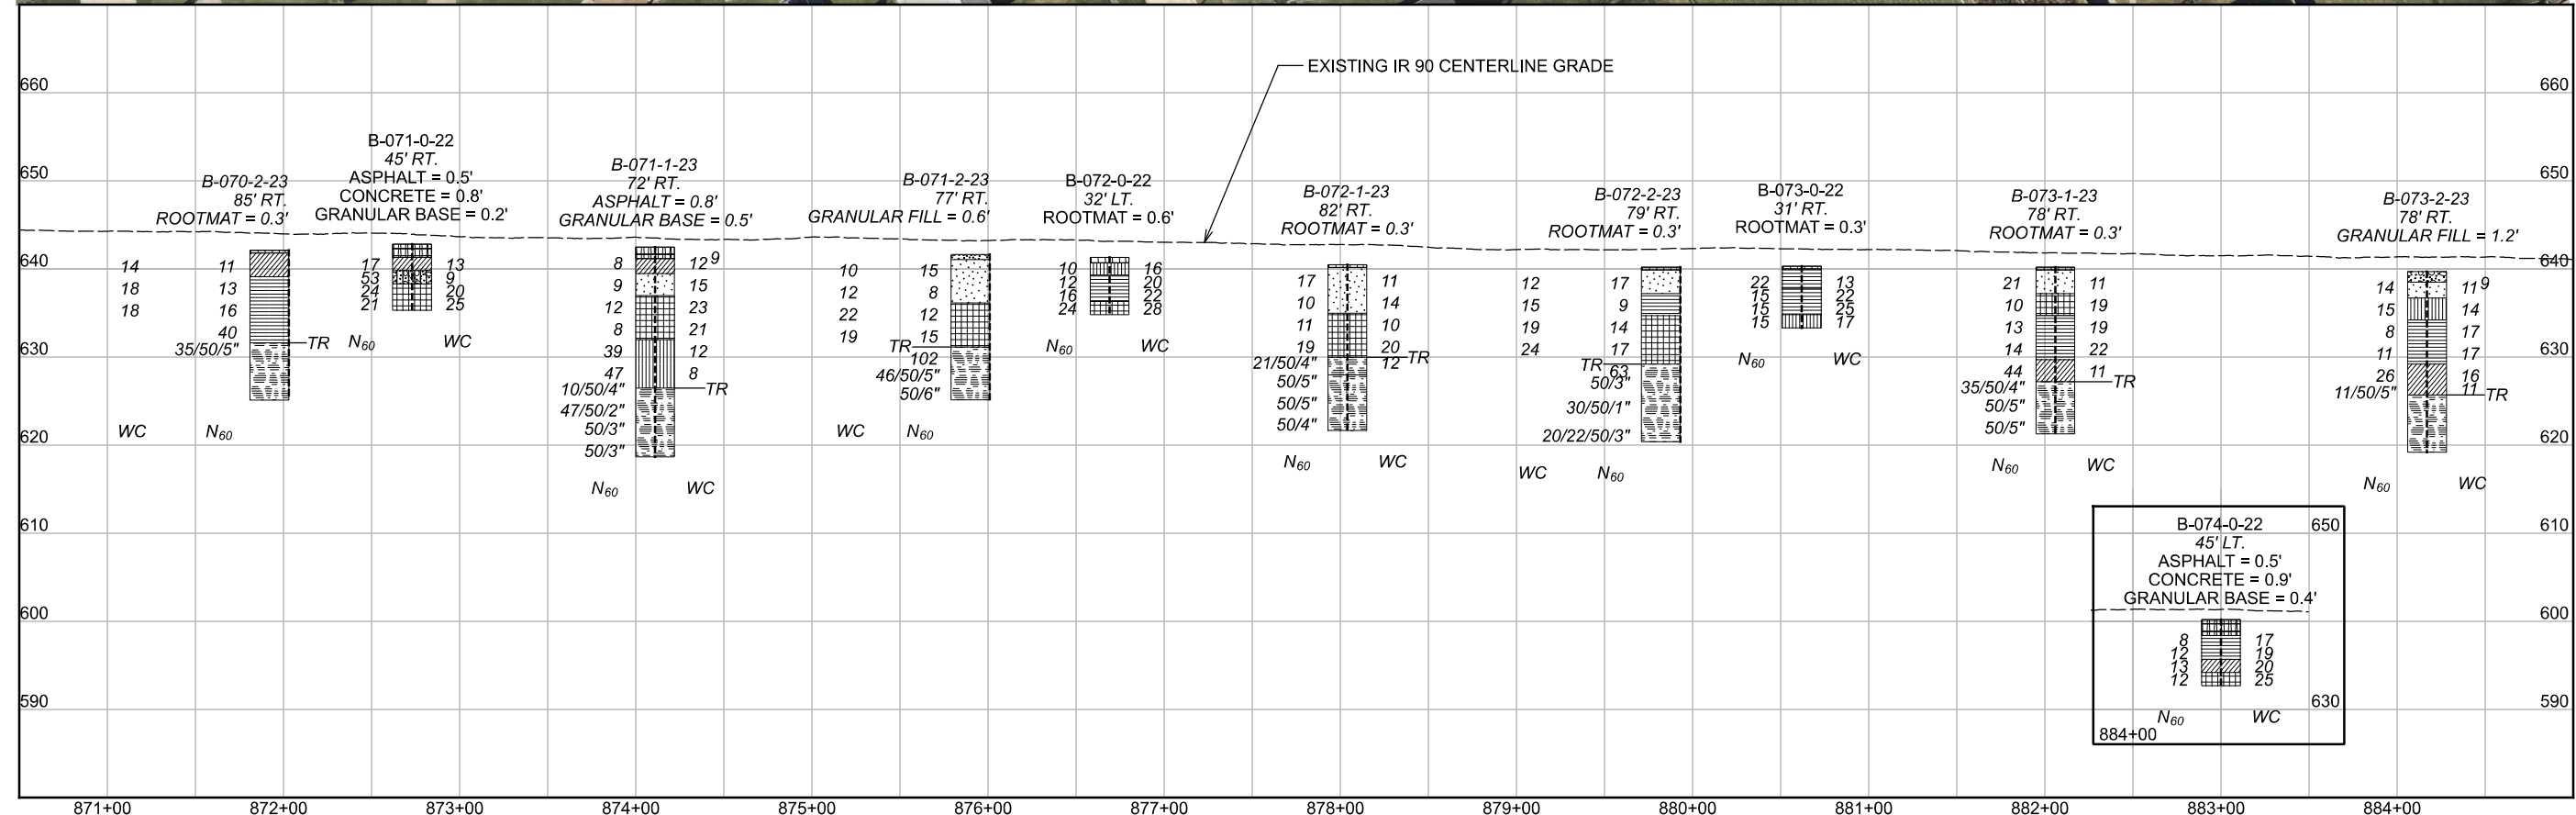 EXISTING IR 90 CENTERLINE GRADE
660
660
650
650
640
640
630
630
620
620
610
610
600
600
590
590
B-070-2-23
85' RT.
ROOTMAT = 0.3'
14 11
18 13
18 16
40
35/50/5"
TR
WC N60
B-071-0-22
45' RT.
ASPHALT = 0.5'
CONCRETE = 0.8'
GRANULAR BASE = 0.2'
17 13
53 9
24 20
21 25
N60 WC
B-071-1-23
72' RT.
ASPHALT = 0.8'
GRANULAR BASE = 0.5'
8 12 9
9 15
12 23
8 21
39 12
47 8
10/50/4" TR
47/50/2"
50/3"
50/3"
N60 WC
B-071-2-23
77' RT.
GRANULAR FILL = 0.6'
10 15
12 8
22 12
19 15
TR
102
46/50/5"
50/6"
WC N60
B-072-0-22
32' LT.
ROOTMAT = 0.6'
10 16
12 20
16 22
24 28
N60 WC
B-072-1-23
82' RT.
ROOTMAT = 0.3'
17 11
10 14
11 10
19 20
TR
21/50/4" 12
50/5"
50/5"
50/4"
N60 WC
B-072-2-23
79' RT.
ROOTMAT = 0.3'
12 17
15 9
19 14
24 17
TR
63
50/3"
30/50/1"
20/22/50/3"
WC N60
B-073-0-22
31' RT.
ROOTMAT = 0.3'
22 13
15 22
15 25
15 17
N60 WC
B-073-1-23
78' RT.
ROOTMAT = 0.3'
21 11
10 19
13 19
14 22
44 11
TR
35/50/4"
50/5"
50/5"
N60 WC
B-073-2-23
78' RT.
GRANULAR FILL = 1.2'
14 11 9
15 14
8 17
11 17
26 16
11/50/5" 11
TR
N60 WC
B-074-0-22
650
45' LT.
ASPHALT = 0.5'
CONCRETE = 0.9'
GRANULAR BASE = 0.4'
8 17
12 19
13 20
12 25
630
N60 WC
884+00
871+00 872+00 873+00 874+00 875+00 876+00 877+00 878+00 879+00 880+00 881+00 882+00 883+00 884+00